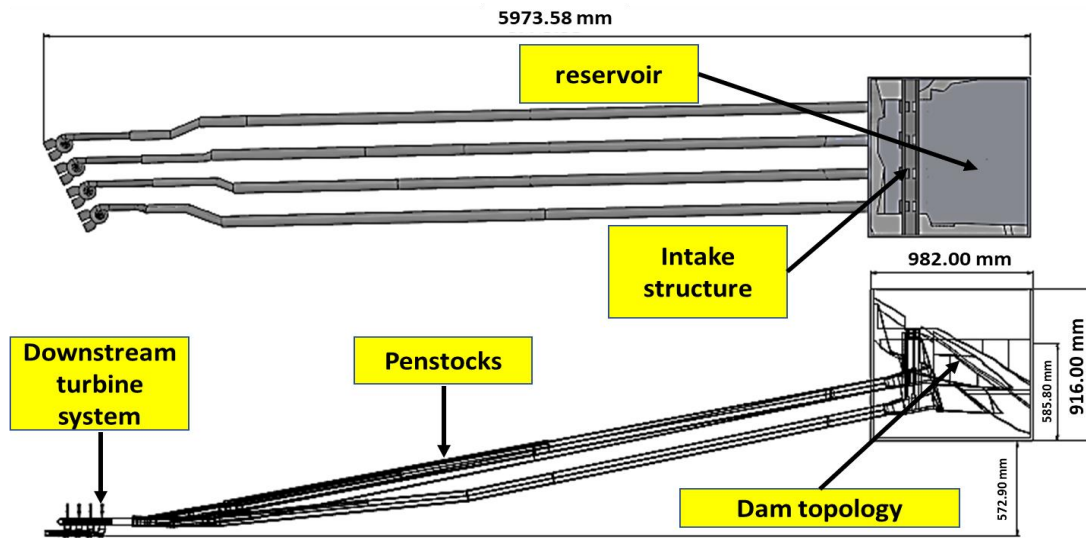 5973.58 mm
reservoir
Intake
structure
982.00 mm
Downstream
turbine
system
Penstocks
585.80 mm
916.00 mm
Dam topology
572.90 mm